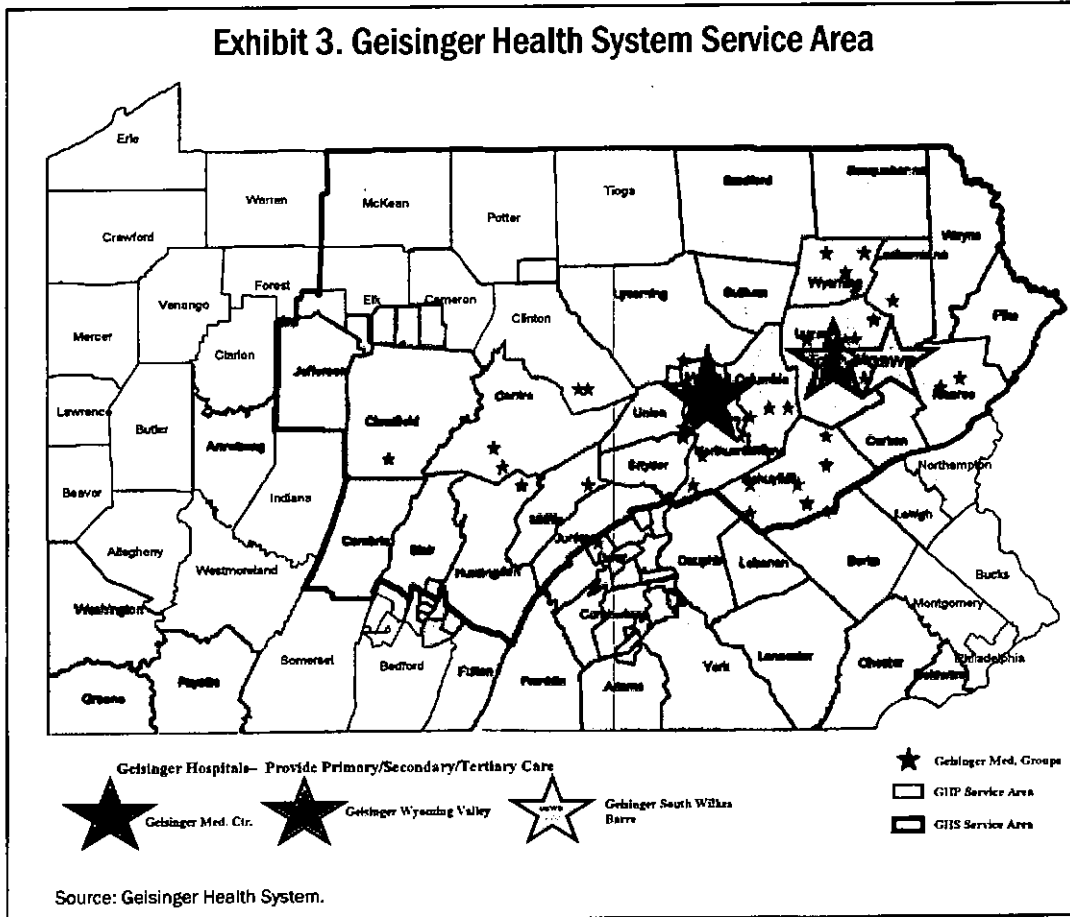 Exhibit 3. Geisinger Health System Service Area
Erie
Warren
McKean
Potter
Tioga
Bradford
Susquehanna
Crawford
Wayne
Forest
Elk
Cameron
Lycoming
Sullivan
Wyoming
Lackawanna
Venango
Clinton
Pike
Mercer
Clarion
Jefferson
Centre
Columbia
Lawrence
Butler
Clearfield
Union
Monroe
Armstrong
Snyder
Northumberland
Carbon
Beaver
Indiana
Schuylkill
Northampton
Mifflin
Lehigh
Allegheny
Westmoreland
Cambria
Blair
Huntingdon
Juniata
Perry
Dauphin
Lebanon
Berks
Bucks
Washington
Cumberland
Montgomery
Somerset
Bedford
Fulton
Franklin
Adams
York
Lancaster
Chester
Philadelphia
Greene
Fayette
Geisinger Hospitals– Provide Primary/Secondary/Tertiary Care
Geisinger Med. Ctr.
Geisinger Wyoming Valley
GSWB
Geisinger South Wilkes
Barre
Geisinger Med. Groups
GHP Service Area
GHS Service Area
Source: Geisinger Health System.